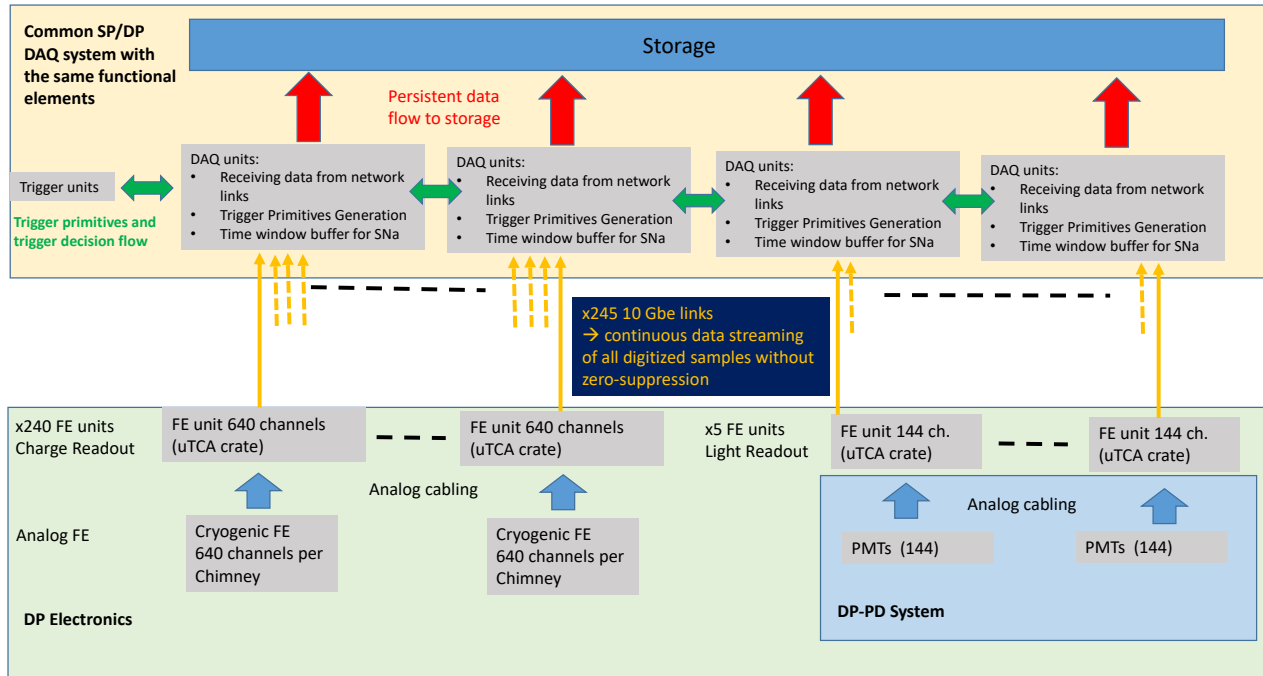 Common SP/DP
DAQ system with
the same functional
elements
Storage
Persistent data
flow to storage
Trigger units
Trigger primitives and
trigger decision flow
DAQ units:
• Receiving data from network
links
• Trigger Primitives Generation
• Time window buffer for SNa
DAQ units:
• Receiving data from network
links
• Trigger Primitives Generation
• Time window buffer for SNa
DAQ units:
• Receiving data from network
links
• Trigger Primitives Generation
• Time window buffer for SNa
DAQ units:
• Receiving data from network
links
• Trigger Primitives Generation
• Time window buffer for SNa
x245 10 Gbe links
→ continuous data streaming
of all digitized samples without
zero-suppression
x240 FE units
Charge Readout
FE unit 640 channels
(uTCA crate)
FE unit 640 channels
(uTCA crate)
x5 FE units
Light Readout
FE unit 144 ch.
(uTCA crate)
FE unit 144 ch.
(uTCA crate)
Analog cabling
Analog cabling
Analog FE
Cryogenic FE
640 channels per
Chimney
Cryogenic FE
640 channels per
Chimney
PMTs (144)
PMTs (144)
DP Electronics
DP-PD System